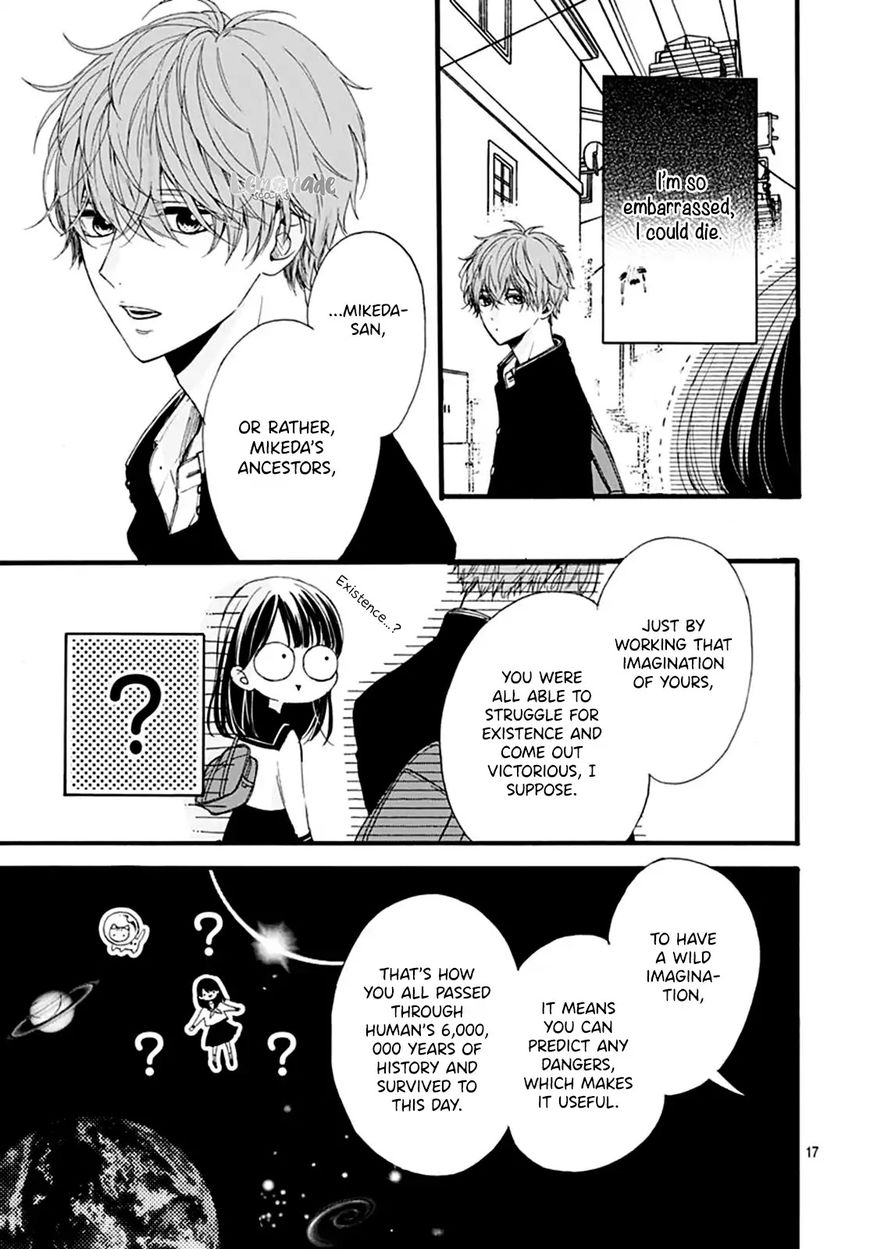 I'm so
embarrassed,
I could die.
...MIKEDA-
SAN,
OR RATHER,
MIKEDA'S
ANCESTORS,
JUST BY
WORKING THAT
IMAGINATION
OF YOURS,
YOU WERE
ALL ABLE TO
STRUGGLE FOR
EXISTENCE AND
COME OUT
VICTORIOUS, I
SUPPOSE.
Existence...?
?
TO HAVE
A WILD
IMAGINA-
TION,
IT MEANS
YOU CAN
PREDICT ANY
DANGERS,
WHICH MAKES
IT USEFUL.
THAT'S HOW
YOU ALL PASSED
THROUGH
HUMAN'S 6,000,
000 YEARS OF
HISTORY AND
SURVIVED TO
THIS DAY.
?
?
?
17
Lemonade